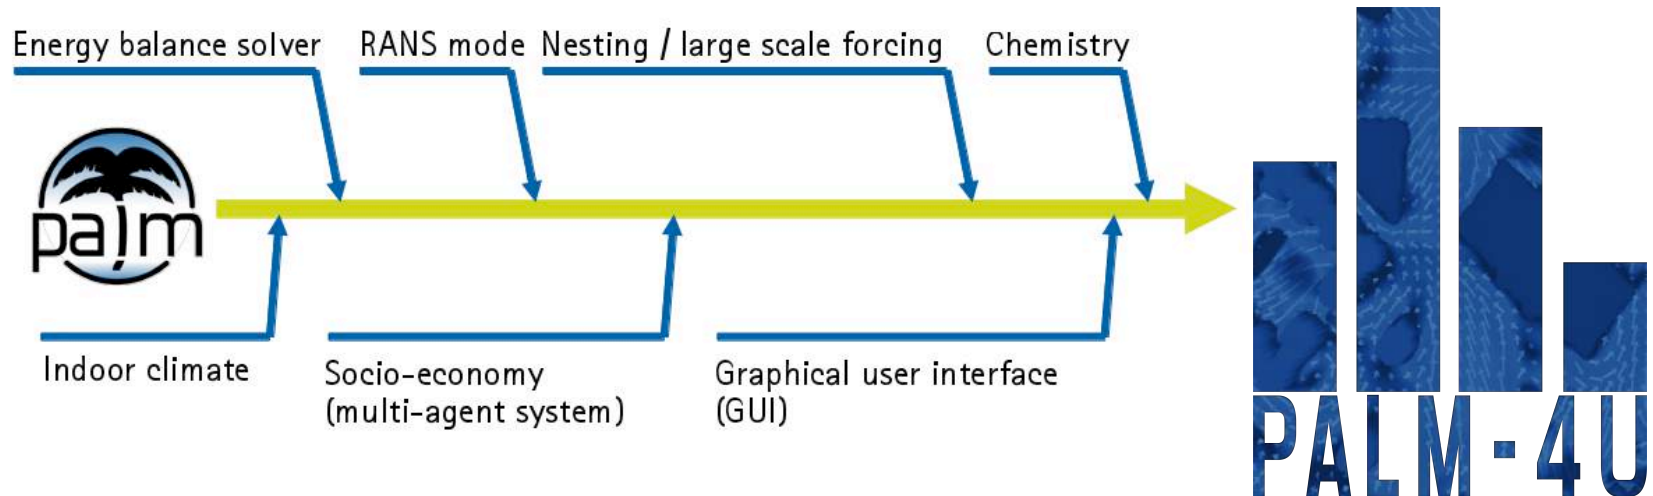 Energy balance solver
RANS mode
Nesting / large scale forcing
Chemistry
palm
Indoor climate
Socio-economy
(multi-agent system)
Graphical user interface
(GUI)
PALM-4U